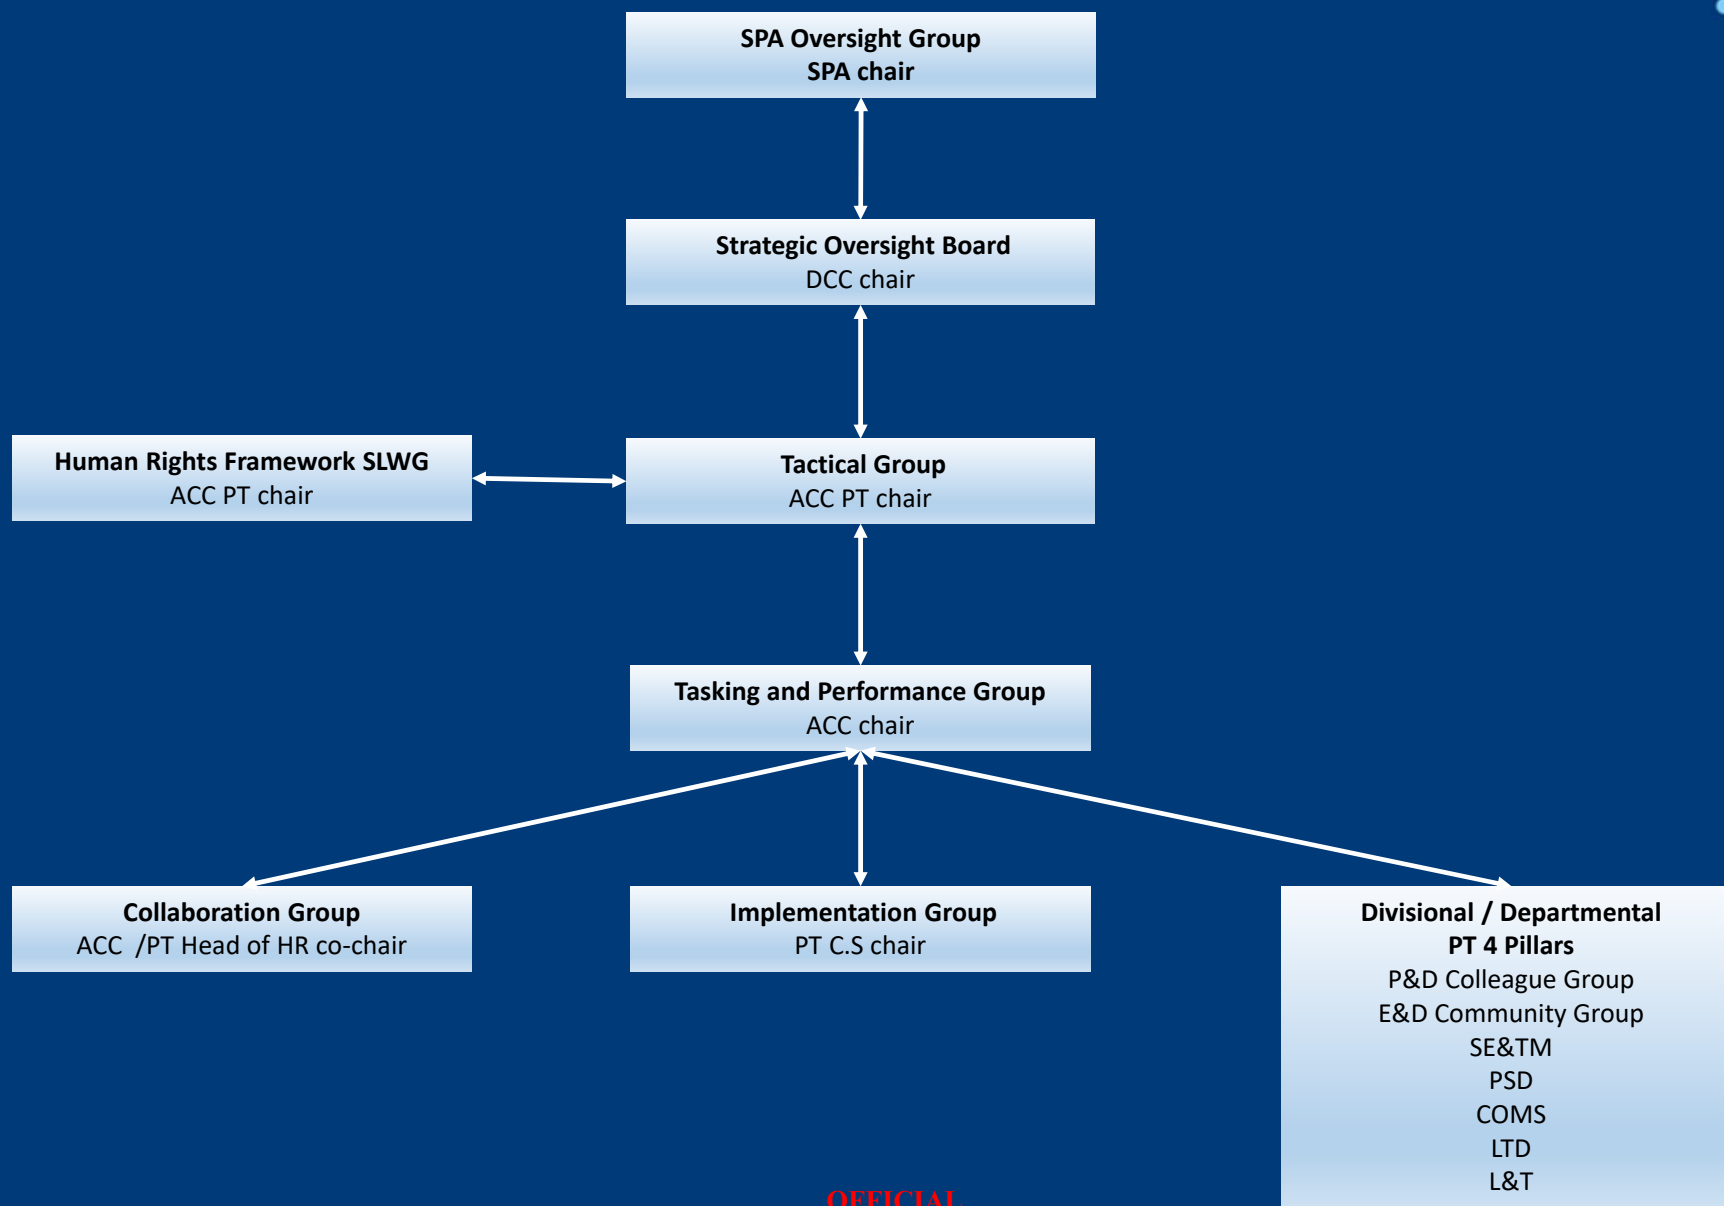 SPA Oversight Group
SPA chair
Strategic Oversight Board
DCC chair
Human Rights Framework SLWG
ACC PT chair
Tactical Group
ACC PT chair
Tasking and Performance Group
ACC chair
Collaboration Group
ACC /PT Head of HR co-chair
Implementation Group
PT C.S chair
Divisional / Departmental
PT 4 Pillars
P&D Colleague Group
E&D Community Group
SE&TM
PSD
COMS
LTD
L&T
OFFICIAL